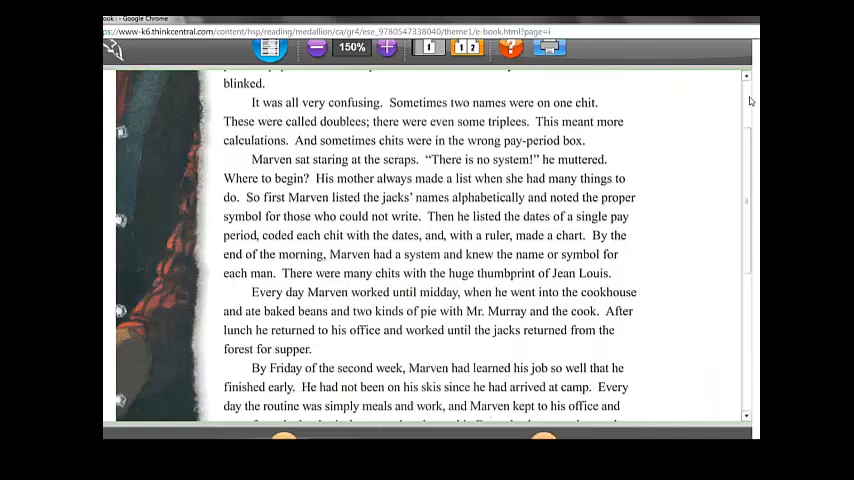 ook : - Google Chrome
ps://www-k6.thinkcentral.com/content/hsp/reading/medallion/ca/gr4/ese_9780547338040/theme1/e-book.html?page=i
150%
1
1 2
?
blinked.
It was all very confusing. Sometimes two names were on one chit.
These were called doublees; there were even some triplees. This meant more
calculations. And sometimes chits were in the wrong pay-period box.
Marven sat staring at the scraps. “There is no system!” he muttered.
Where to begin? His mother always made a list when she had many things to
do. So first Marven listed the jacks’ names alphabetically and noted the proper
symbol for those who could not write. Then he listed the dates of a single pay
period, coded each chit with the dates, and, with a ruler, made a chart. By the
end of the morning, Marven had a system and knew the name or symbol for
each man. There were many chits with the huge thumbprint of Jean Louis.
Every day Marven worked until midday, when he went into the cookhouse
and ate baked beans and two kinds of pie with Mr. Murray and the cook. After
lunch he returned to his office and worked until the jacks returned from the
forest for supper.
By Friday of the second week, Marven had learned his job so well that he
finished early. He had not been on his skis since he had arrived at camp. Every
day the routine was simply meals and work, and Marven kept to his office and